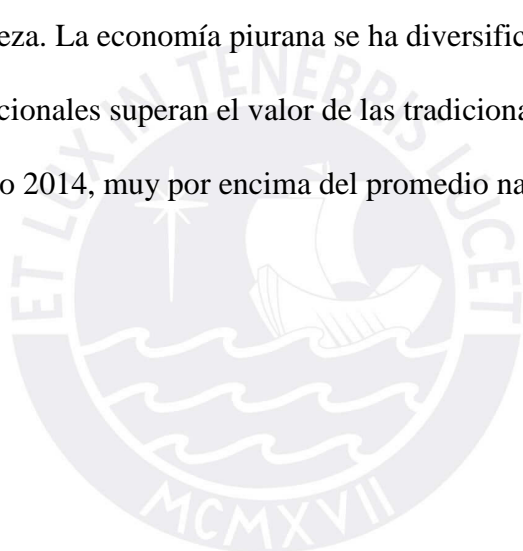 eza. La economía piurana se ha diversific
cionales superan el valor de las tradiciona
o 2014, muy por encima del promedio na
ET LUX IN TENEBRIS LUCET
MCMXVII